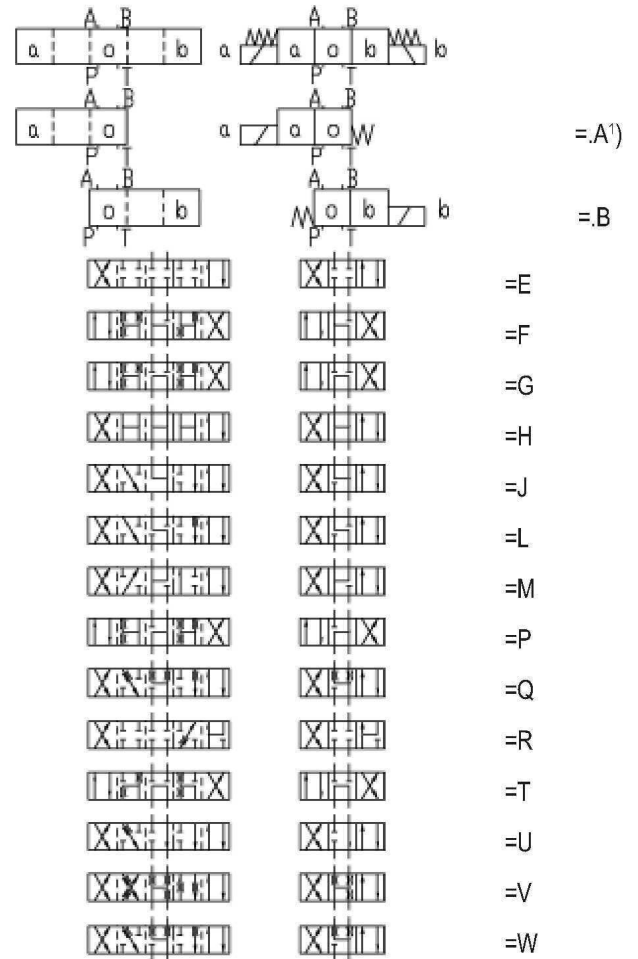 A B A B
a o b a a o b b
P T P T
A B A B
a o a a o =.A¹)
P T P T
A B A B
o b o b b =.B
P T P T
=E
=F
=G
=H
=J
=L
=M
=P
=Q
=R
=T
=U
=V
=W